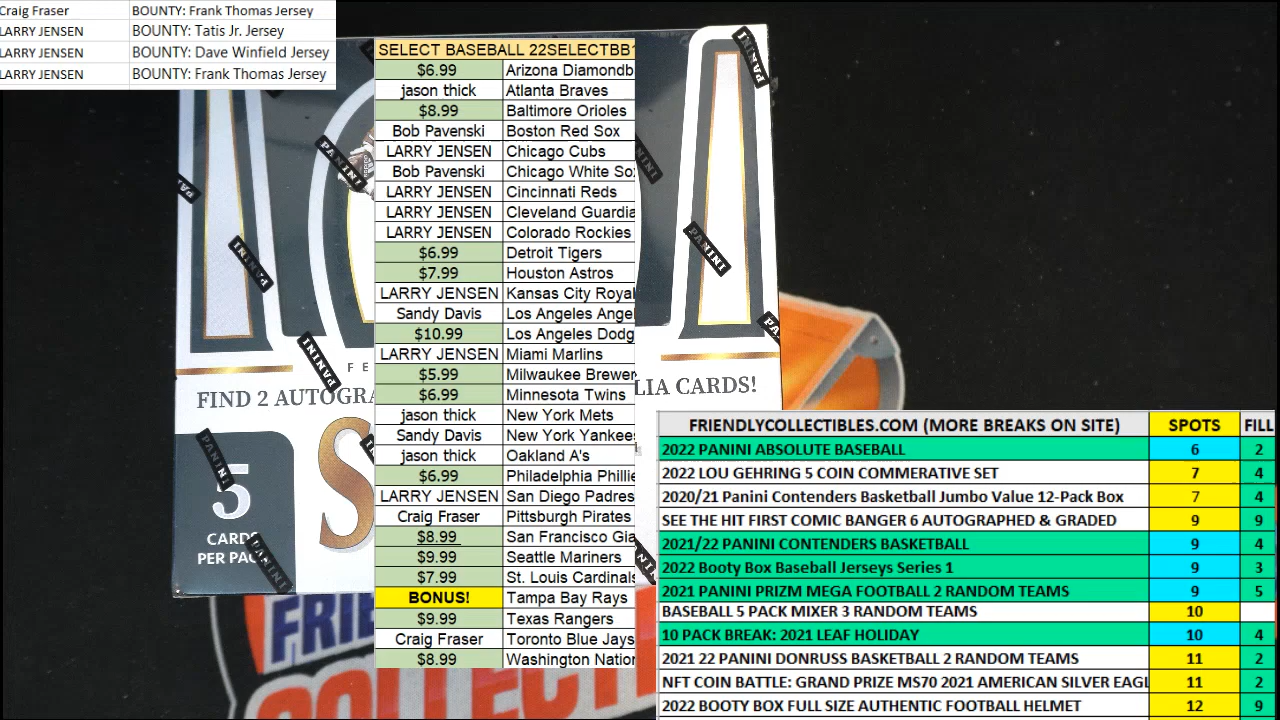 Craig Fraser BOUNTY: Frank Thomas Jersey
LARRY JENSEN BOUNTY: Tatis Jr. Jersey
LARRY JENSEN BOUNTY: Dave Winfield Jersey
LARRY JENSEN BOUNTY: Frank Thomas Jersey
SELECT BASEBALL 22SELECTBB
$6.99 Arizona Diamondb
jason thick Atlanta Braves
$8.99 Baltimore Orioles
Bob Pavenski Boston Red Sox
LARRY JENSEN Chicago Cubs
Bob Pavenski Chicago White So
LARRY JENSEN Cincinnati Reds
LARRY JENSEN Cleveland Guardia
LARRY JENSEN Colorado Rockies
$6.99 Detroit Tigers
$7.99 Houston Astros
LARRY JENSEN Kansas City Roya
Sandy Davis Los Angeles Ange
$10.99 Los Angeles Dodg
LARRY JENSEN Miami Marlins
$5.99 Milwaukee Brewer
$6.99 Minnesota Twins
jason thick New York Mets
Sandy Davis New York Yankee
jason thick Oakland A's
$6.99 Philadelphia Phillie
LARRY JENSEN San Diego Padres
Craig Fraser Pittsburgh Pirates
$8.99 San Francisco Gia
$9.99 Seattle Mariners
$7.99 St. Louis Cardinals
BONUS! Tampa Bay Rays
$9.99 Texas Rangers
Craig Fraser Toronto Blue Jays
$8.99 Washington Nation
PANINI
PANINI
PANINI
PANINI
PANINI
PANINI
PANINI
PANINI
FE
FIND 2 AUTOGRA LIA CARDS!
5
CARDS
PER PAC
S
FRIE
COLLECT
FRIENDLYCOLLECTIBLES.COM (MORE BREAKS ON SITE) SPOTS FILL
2022 PANINI ABSOLUTE BASEBALL 6 2
2022 LOU GEHRING 5 COIN COMMERATIVE SET 7 4
2020/21 Panini Contenders Basketball Jumbo Value 12-Pack Box 7 4
SEE THE HIT FIRST COMIC BANGER 6 AUTOGRAPHED & GRADED 9 9
2021/22 PANINI CONTENDERS BASKETBALL 9 4
2022 Booty Box Baseball Jerseys Series 1 9 3
2021 PANINI PRIZM MEGA FOOTBALL 2 RANDOM TEAMS 9 5
BASEBALL 5 PACK MIXER 3 RANDOM TEAMS 10
10 PACK BREAK: 2021 LEAF HOLIDAY 10 4
2021 22 PANINI DONRUSS BASKETBALL 2 RANDOM TEAMS 11 2
NFT COIN BATTLE: GRAND PRIZE MS70 2021 AMERICAN SILVER EAGL 11 2
2022 BOOTY BOX FULL SIZE AUTHENTIC FOOTBALL HELMET 12 9